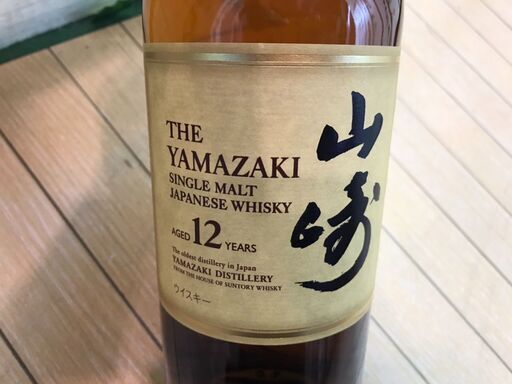 THE
YAMAZAKI
SINGLE MALT
JAPANESE WHISKY
AGED 12 YEARS
The oldest distillery in Japan
YAMAZAKI DISTILLERY
FROM THE HOUSE OF SUNTORY WHISKY
ウイスキー
山崎